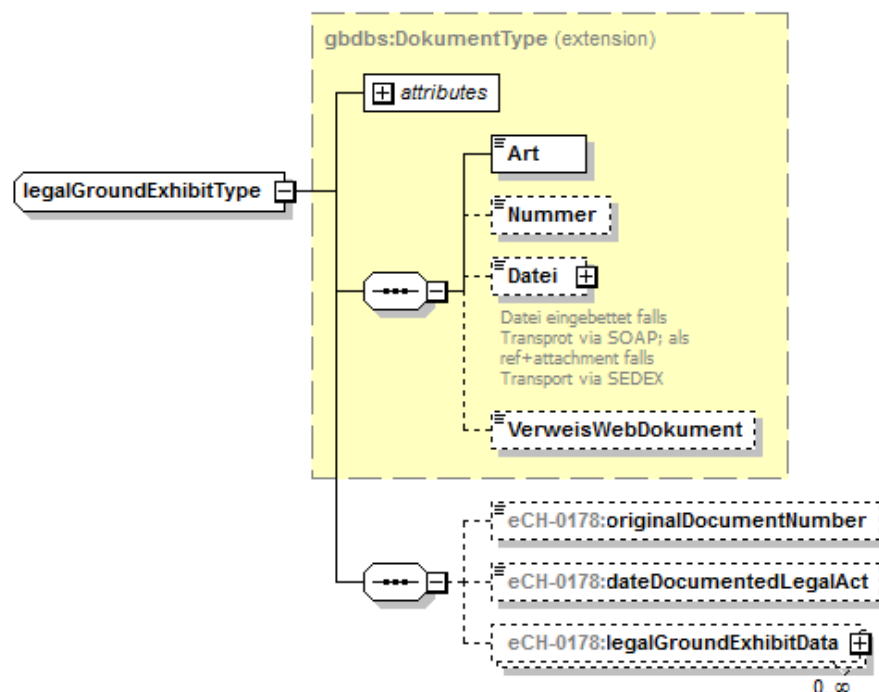 gbdbs:DokumentType (extension)
attributes
legalGroundExhibitType
Art
Nummer
Datei
Datei eingebettet falls
Transprot via SOAP; als
ref+attachment falls
Transport via SEDEX
VerweisWebDokument
eCH-0178:originalDocumentNumber
eCH-0178:dateDocumentedLegalAct
eCH-0178:legalGroundExhibitData
0..∞